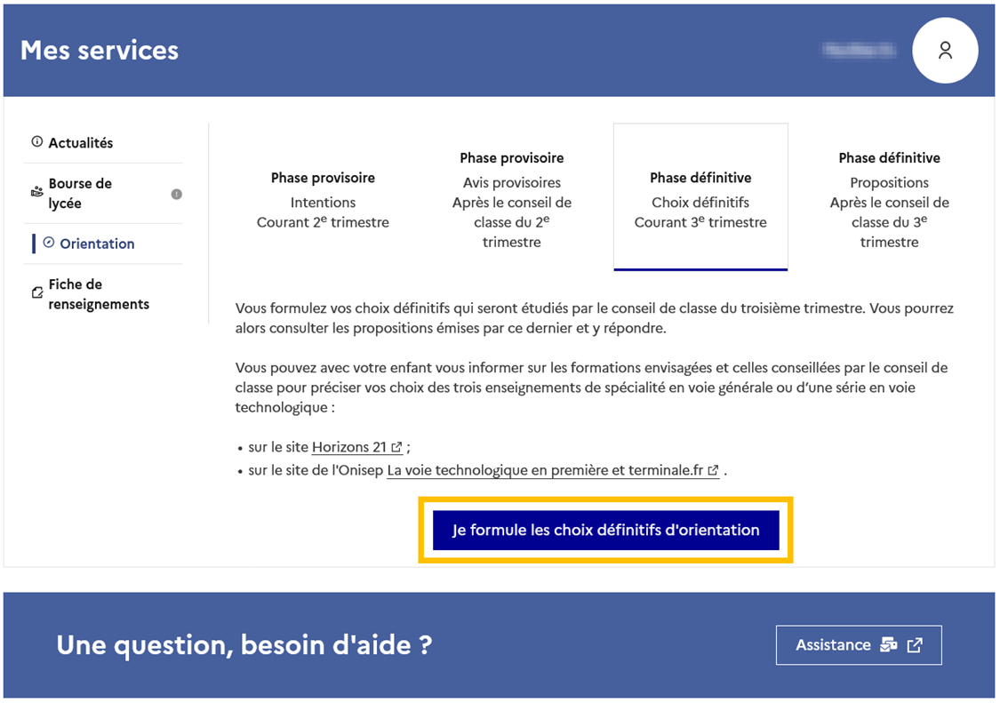 Mes services
Actualités
Bourse de
lycée
Orientation
Fiche de
renseignements
Phase provisoire
Intentions
Courant 2e trimestre
Phase provisoire
Avis provisoires
Après le conseil de
classe du 2e
trimestre
Phase définitive
Choix définitifs
Courant 3e trimestre
Phase définitive
Propositions
Après le conseil de
classe du 3e
trimestre
Vous formulez vos choix définitifs qui seront étudiés par le conseil de classe du troisième trimestre. Vous pourrez
alors consulter les propositions émises par ce dernier et y répondre.
Vous pouvez avec votre enfant vous informer sur les formations envisagées et celles conseillées par le conseil de
classe pour préciser vos choix des trois enseignements de spécialité en voie générale ou d’une série en voie
technologique :
• sur le site Horizons 21 ;
• sur le site de l'Onisep La voie technologique en première et terminale.fr .
Je formule les choix définitifs d'orientation
Une question, besoin d'aide ?
Assistance